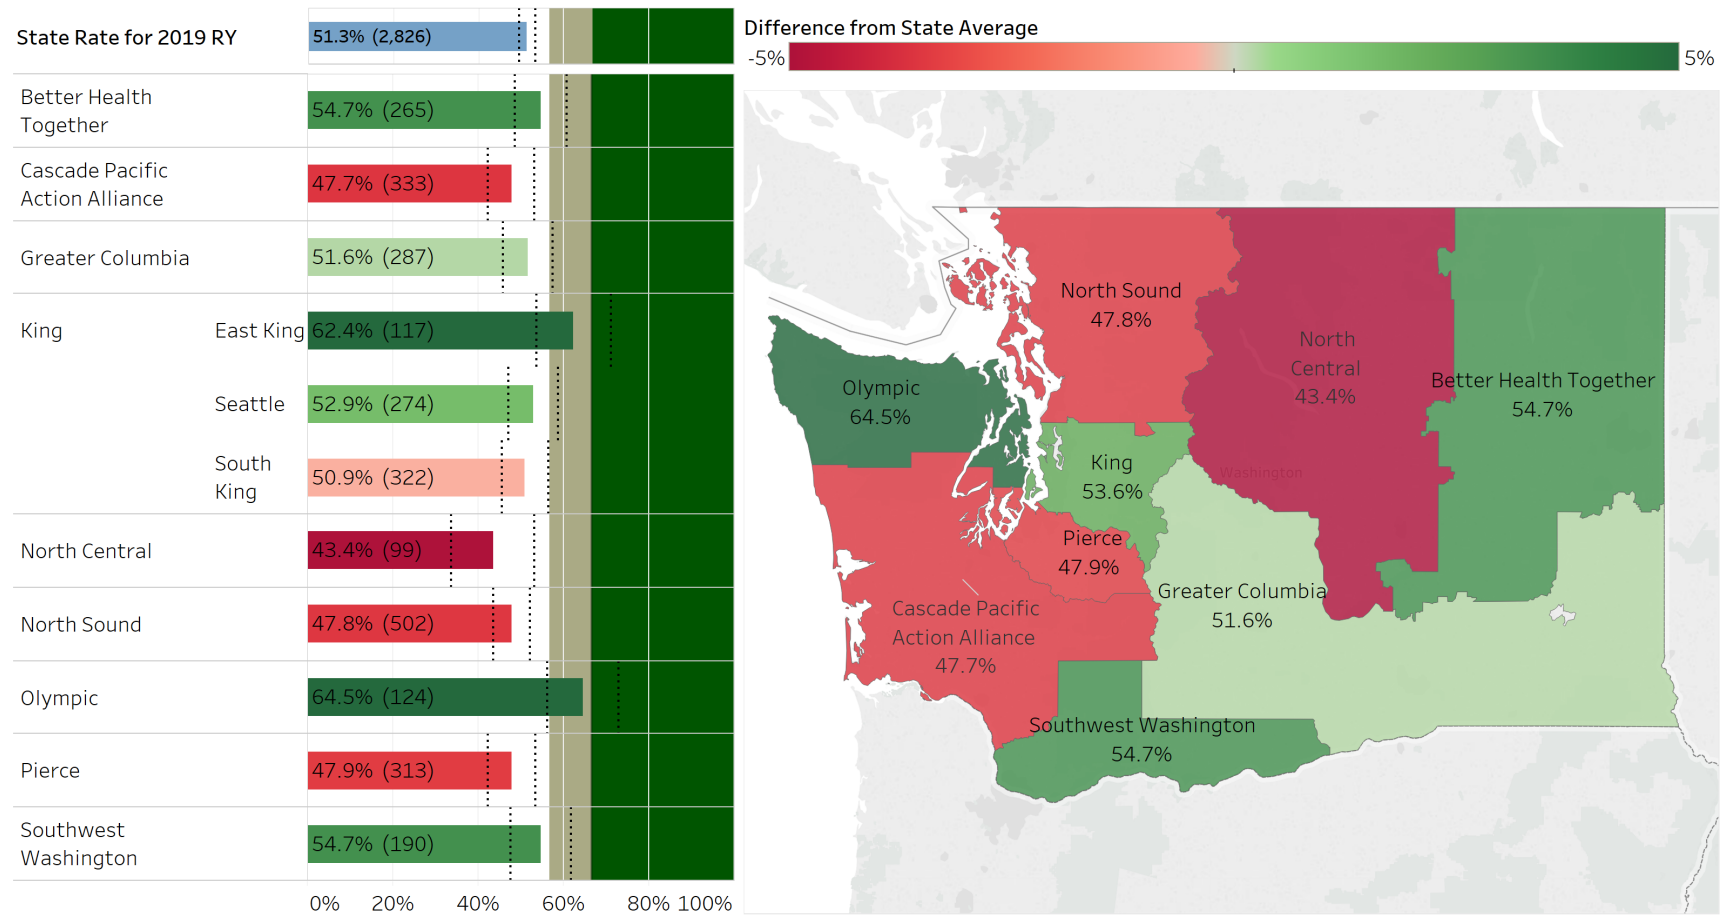 State Rate for 2019 RY
51.3% (2,826)
Better Health
Together
54.7% (265)
Cascade Pacific
Action Alliance
47.7% (333)
Greater Columbia
51.6% (287)
King
East King
62.4% (117)
Seattle
52.9% (274)
South
King
50.9% (322)
North Central
43.4% (99)
North Sound
47.8% (502)
Olympic
64.5% (124)
Pierce
47.9% (313)
Southwest
Washington
54.7% (190)
0% 20% 40% 60% 80% 100%
Difference from State Average
-5% 5%
North Sound
47.8%
North
Central
43.4%
Better Health Together
54.7%
Olympic
64.5%
King
53.6%
Washington
Pierce
47.9%
Greater Columbia
51.6%
Cascade Pacific
Action Alliance
47.7%
Southwest Washington
54.7%